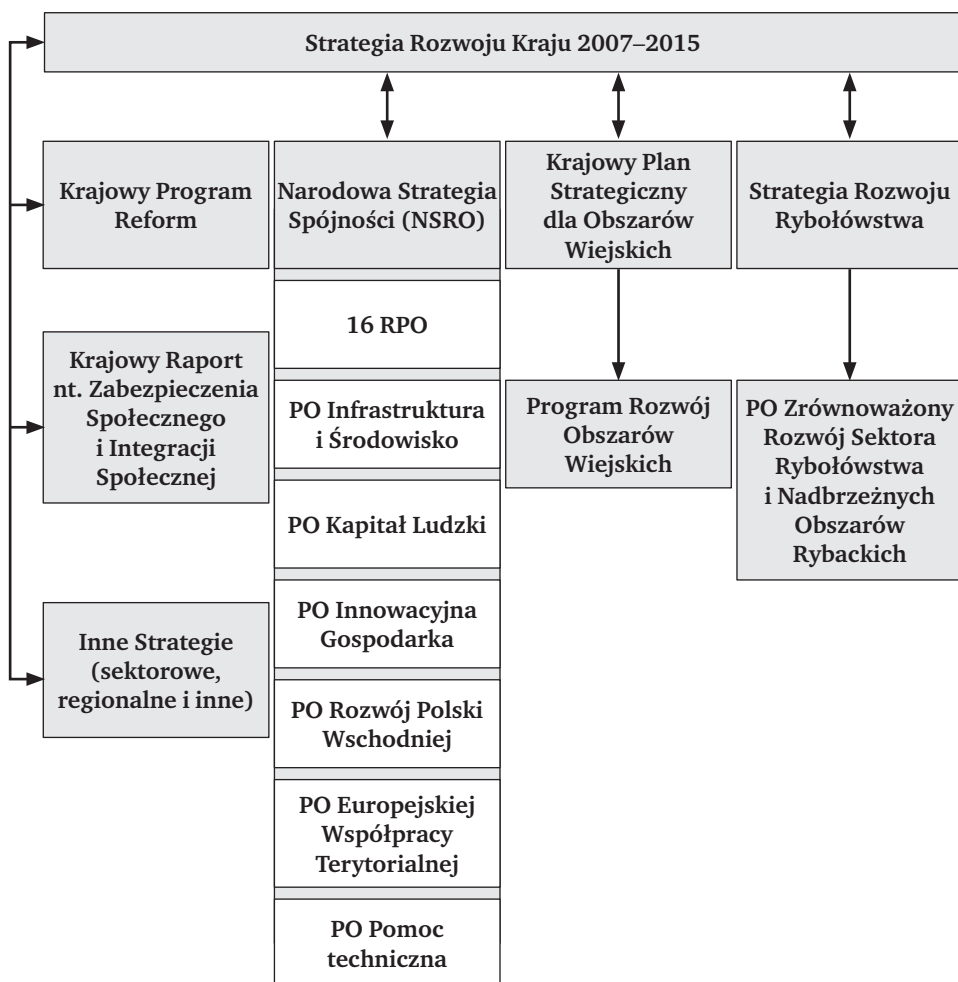 Strategia Rozwoju Kraju 2007–2015
Krajowy Program
Reform
Narodowa Strategia
Spójności (NSRO)
Krajowy Plan
Strategiczny
dla Obszarów
Wiejskich
Strategia Rozwoju
Rybołówstwa
Krajowy Raport
nt. Zabezpieczenia
Społecznego
i Integracji
Społecznej
Inne Strategie
(sektorowe,
regionalne i inne)
16 RPO
PO Infrastruktura
i Środowisko
PO Kapitał Ludzki
PO Innowacyjna
Gospodarka
PO Rozwój Polski
Wschodniej
PO Europejskiej
Współpracy
Terytorialnej
PO Pomoc
techniczna
Program Rozwój
Obszarów
Wiejskich
PO Zrównoważony
Rozwój Sektora
Rybołówstwa
i Nadbrzeżnych
Obszarów
Rybackich